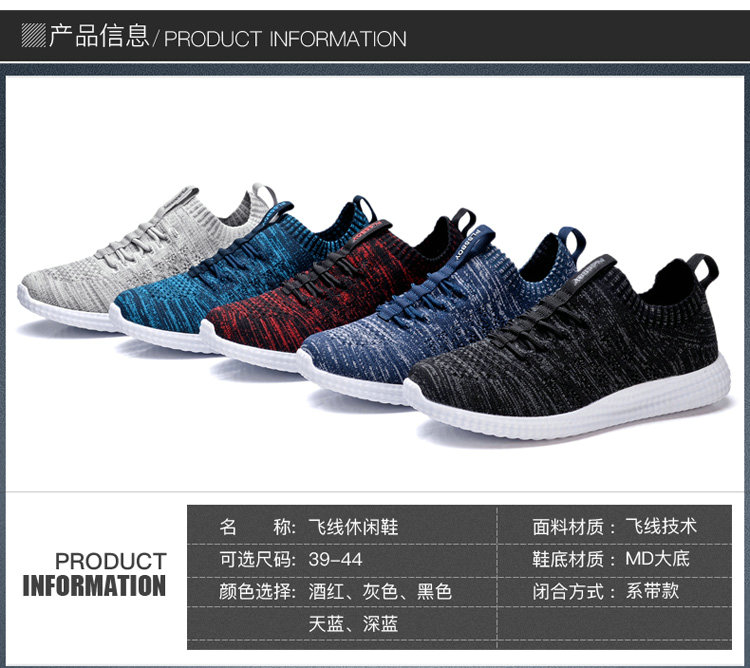 产品信息/PRODUCT INFORMATION
PRODUCT
INFORMATION
名 称: 飞线休闲鞋
可选尺码: 39-44
颜色选择: 酒红、灰色、黑色
天蓝、深蓝
面料材质: 飞线技术
鞋底材质: MD大底
闭合方式: 系带款